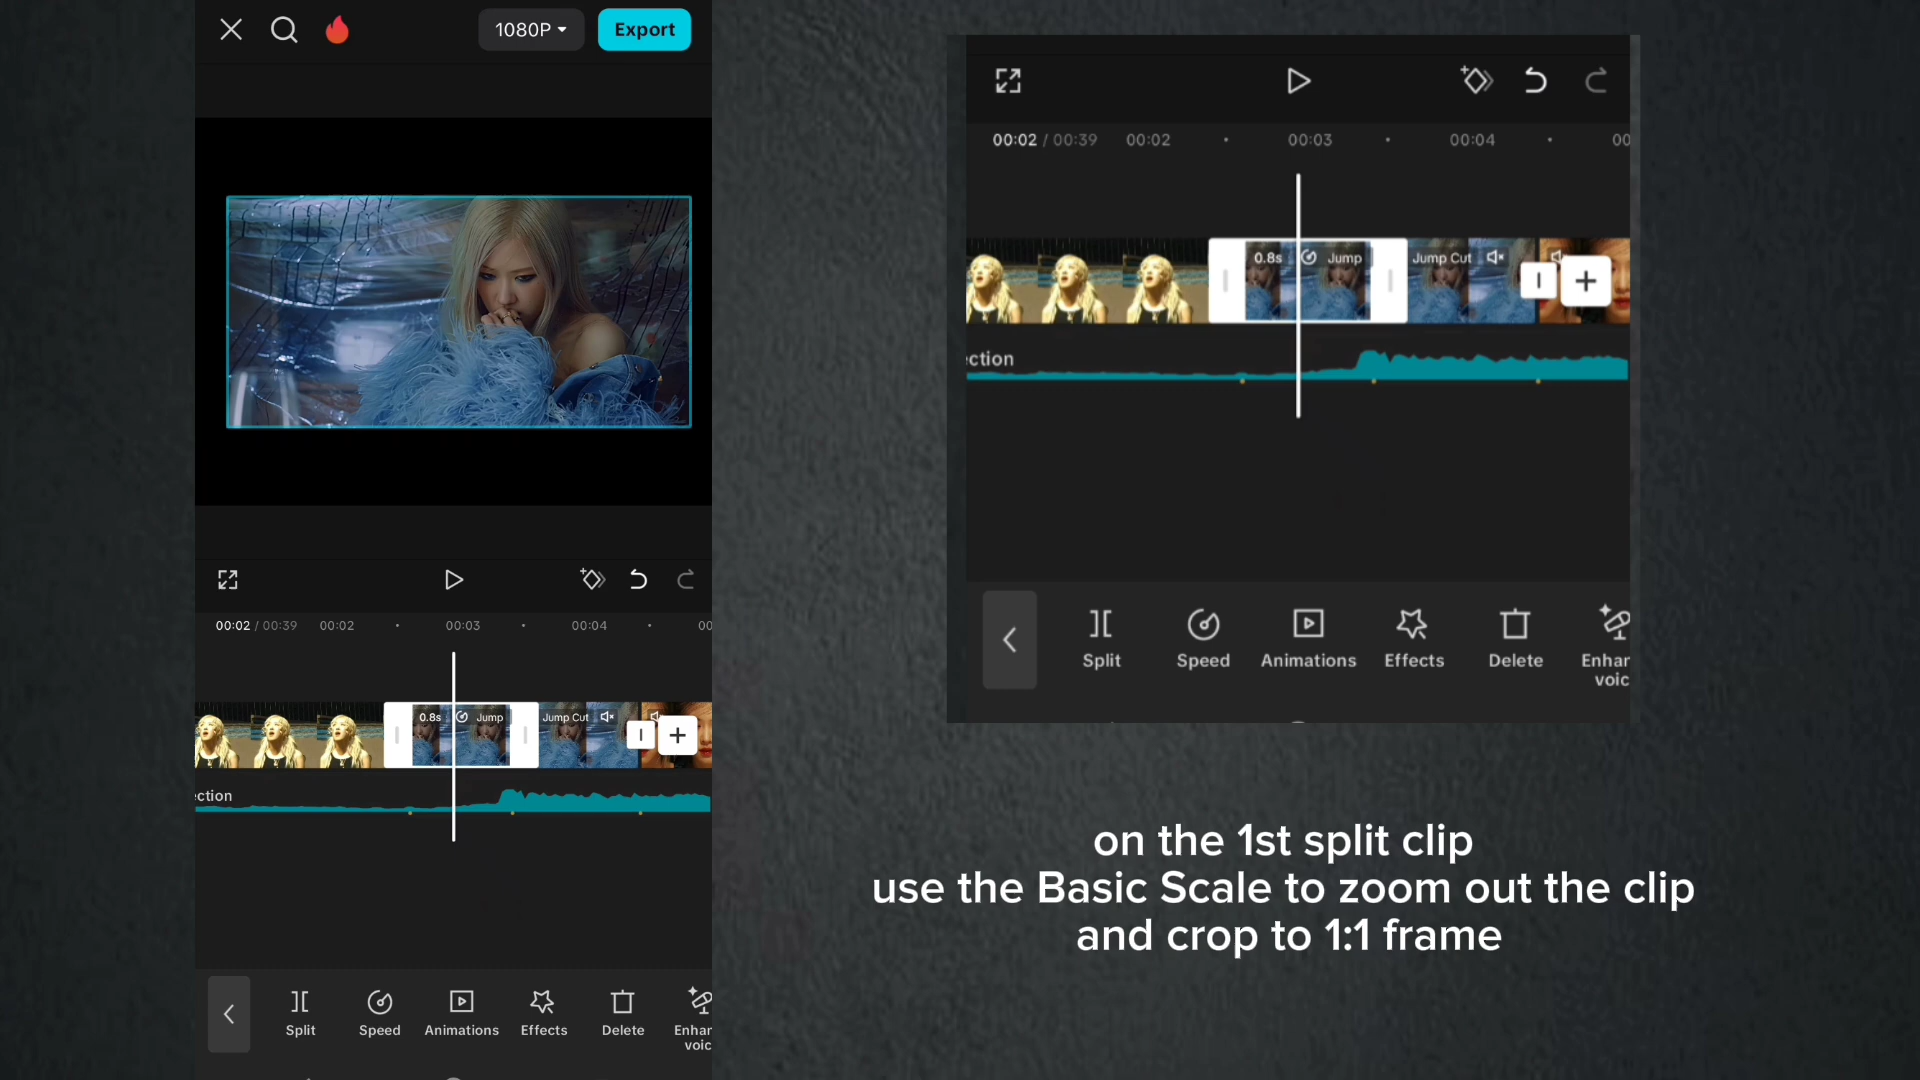 1080P
Export
00:02 / 00:39 00:02 00:03 00:04 00
0.8s Jump Jump Cut
ction
Split Speed Animations Effects Delete Enhar
voic
00:02 / 00:39 00:02 00:03 00:04 00
0.8s Jump Jump Cut
ection
Split Speed Animations Effects Delete Enhar
voic
on the 1st split clip
use the Basic Scale to zoom out the clip
and crop to 1:1 frame